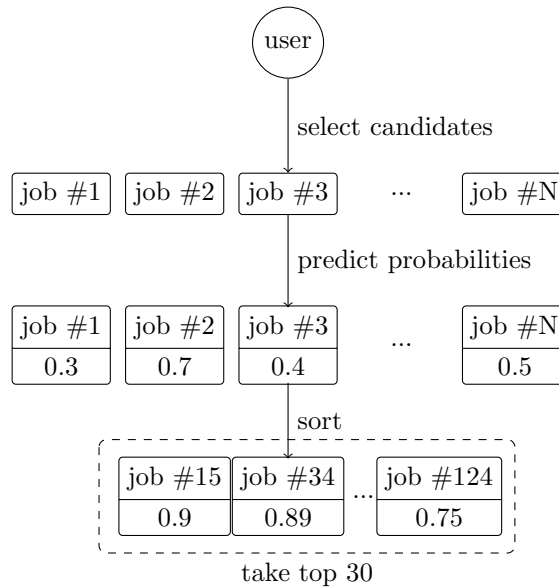 user
select candidates
job #1 job #2 job #3 ... job #N
predict probabilities
job #1 job #2 job #3 ... job #N
0.3 0.7 0.4 0.5
sort
job #15 job #34 ... job #124
0.9 0.89 0.75
take top 30